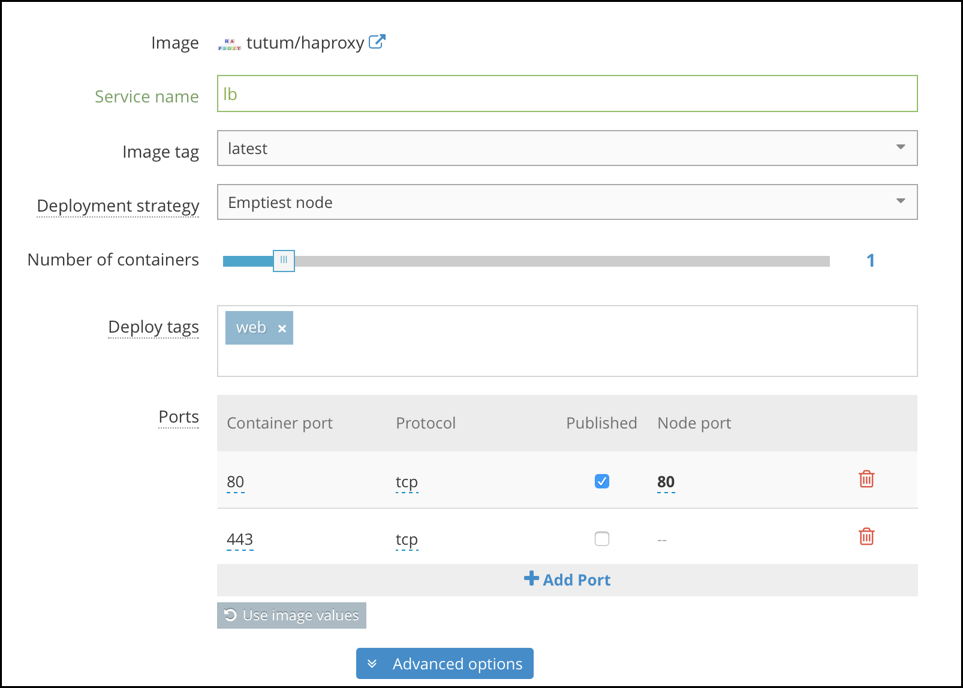 Image tutum/haproxy
Service name lb
Image tag latest
Deployment strategy Emptiest node
Number of containers 1
Deploy tags web ×
Ports Container port Protocol Published Node port
80 tcp 80
443 tcp --
Add Port
Use image values
Advanced options